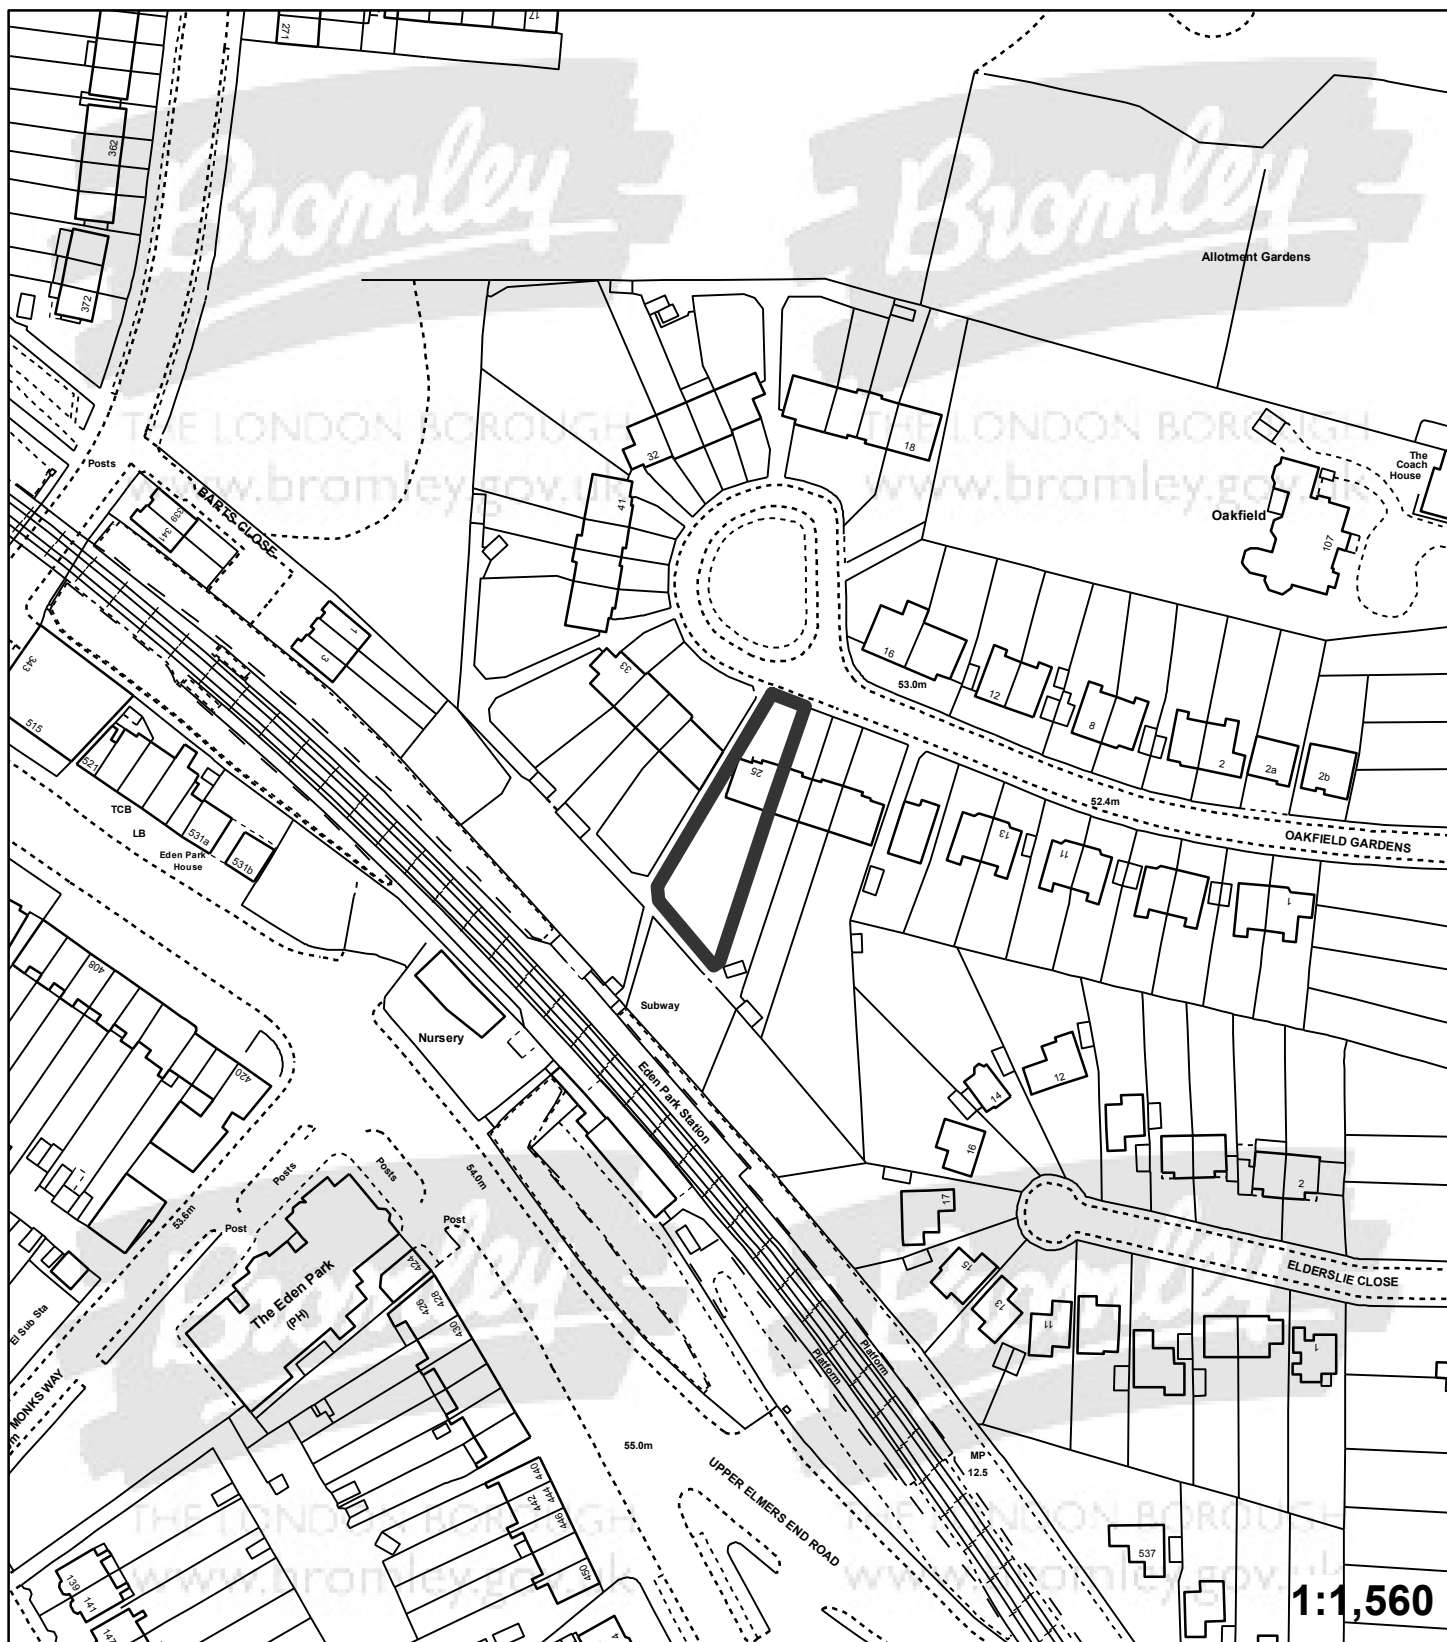 271
17
362
372
Bromley
THE LONDON BOROUGH
www.bromley.gov.uk
Bromley
THE LONDON BOROUGH
www.bromley.gov.uk
Allotment Gardens
The
Coach
House
Oakfield
107
18
32
41
33
25
Posts
BARTS CLOSE
339
341
1
3
343
515
521
TCB
LB
Eden Park
House
531a
531b
16
53.0m
12
8
2
2a
2b
52.4m
OAKFIELD GARDENS
13
11
1
Subway
Nursery
Eden Park Station
408
420
Posts
Posts
Post
Post
54.0m
53.6m
The Eden Park
(PH)
El Sub Sta
MONKS WAY
424
426
428
430
440
442
444
446
450
55.0m
UPPER ELMERS END ROAD
Platform
Platform
MP
12.5
12
14
16
17
15
13
11
2
1
ELDERSLIE CLOSE
537
139
141
147
Bromley
THE LONDON BOROUGH
www.bromley.gov.uk
Bromley
THE LONDON BOROUGH
www.bromley.gov.uk
1:1,560